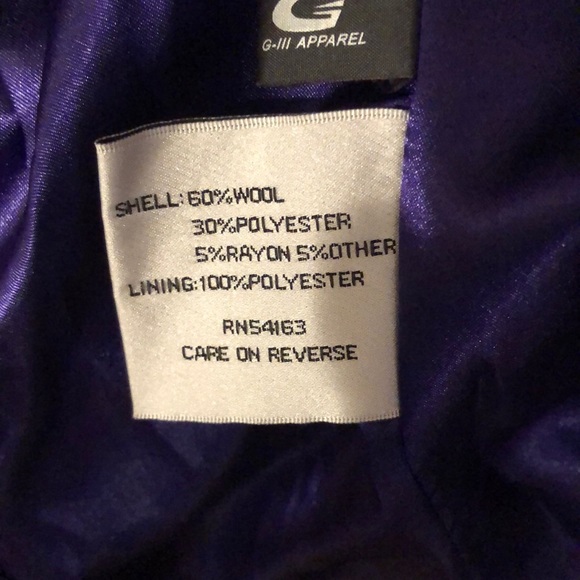 G
G-III APPAREL
SHELL:60%WOOL
30%POLYESTER
5%RAYON 5%OTHER
LINING:100%POLYESTER
RN54163
CARE ON REVERSE